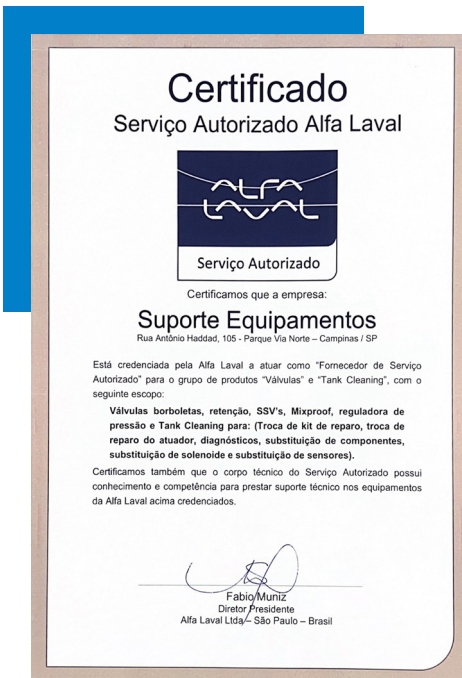 Certificado
Serviço Autorizado Alfa Laval
ALFA
LAVAL
Serviço Autorizado
Certificamos que a empresa:
Suporte Equipamentos
Rua Antônio Haddad, 105 - Parque Via Norte – Campinas / SP
Está credenciada pela Alfa Laval a atuar como “Fornecedor de Serviço
Autorizado” para o grupo de produtos “Válvulas” e “Tank Cleaning”, com o
seguinte escopo:
Válvulas borboletas, retenção, SSV's, Mixproof, reguladora de
pressão e Tank Cleaning para: (Troca de kit de reparo, troca de
reparo do atuador, diagnósticos, substituição de componentes,
substituição de solenoide e substituição de sensores).
Certificamos também que o corpo técnico do Serviço Autorizado possui
conhecimento e competência para prestar suporte técnico nos equipamentos
da Alfa Laval acima credenciados.
Fabio Muniz
Diretor Presidente
Alfa Laval Ltda – São Paulo – Brasil